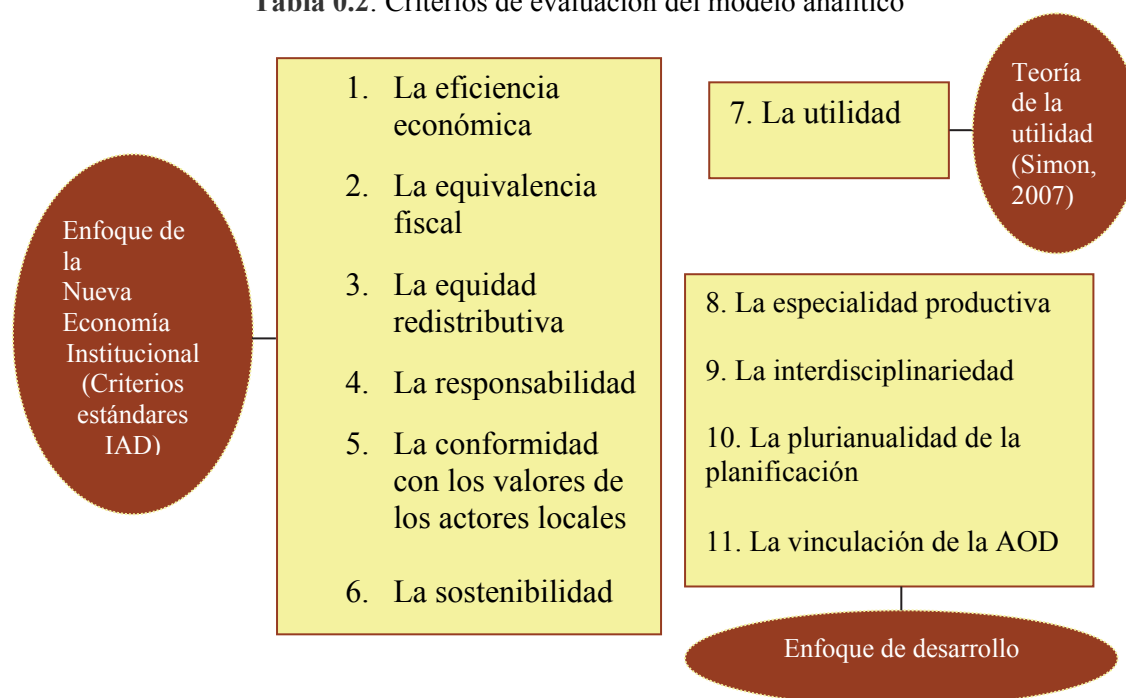 Tabla 0.2: Criterios de evaluación del modelo analítico
Enfoque de
la
Nueva
Economía
Institucional
(Criterios
estándares
IAD)
1. La eficiencia
económica
2. La equivalencia
fiscal
3. La equidad
redistributiva
4. La responsabilidad
5. La conformidad
con los valores de
los actores locales
6. La sostenibilidad
7. La utilidad
Teoría
de la
utilidad
(Simon,
2007)
8. La especialidad productiva
9. La interdisciplinariedad
10. La plurianualidad de la
planificación
11. La vinculación de la AOD
Enfoque de desarrollo